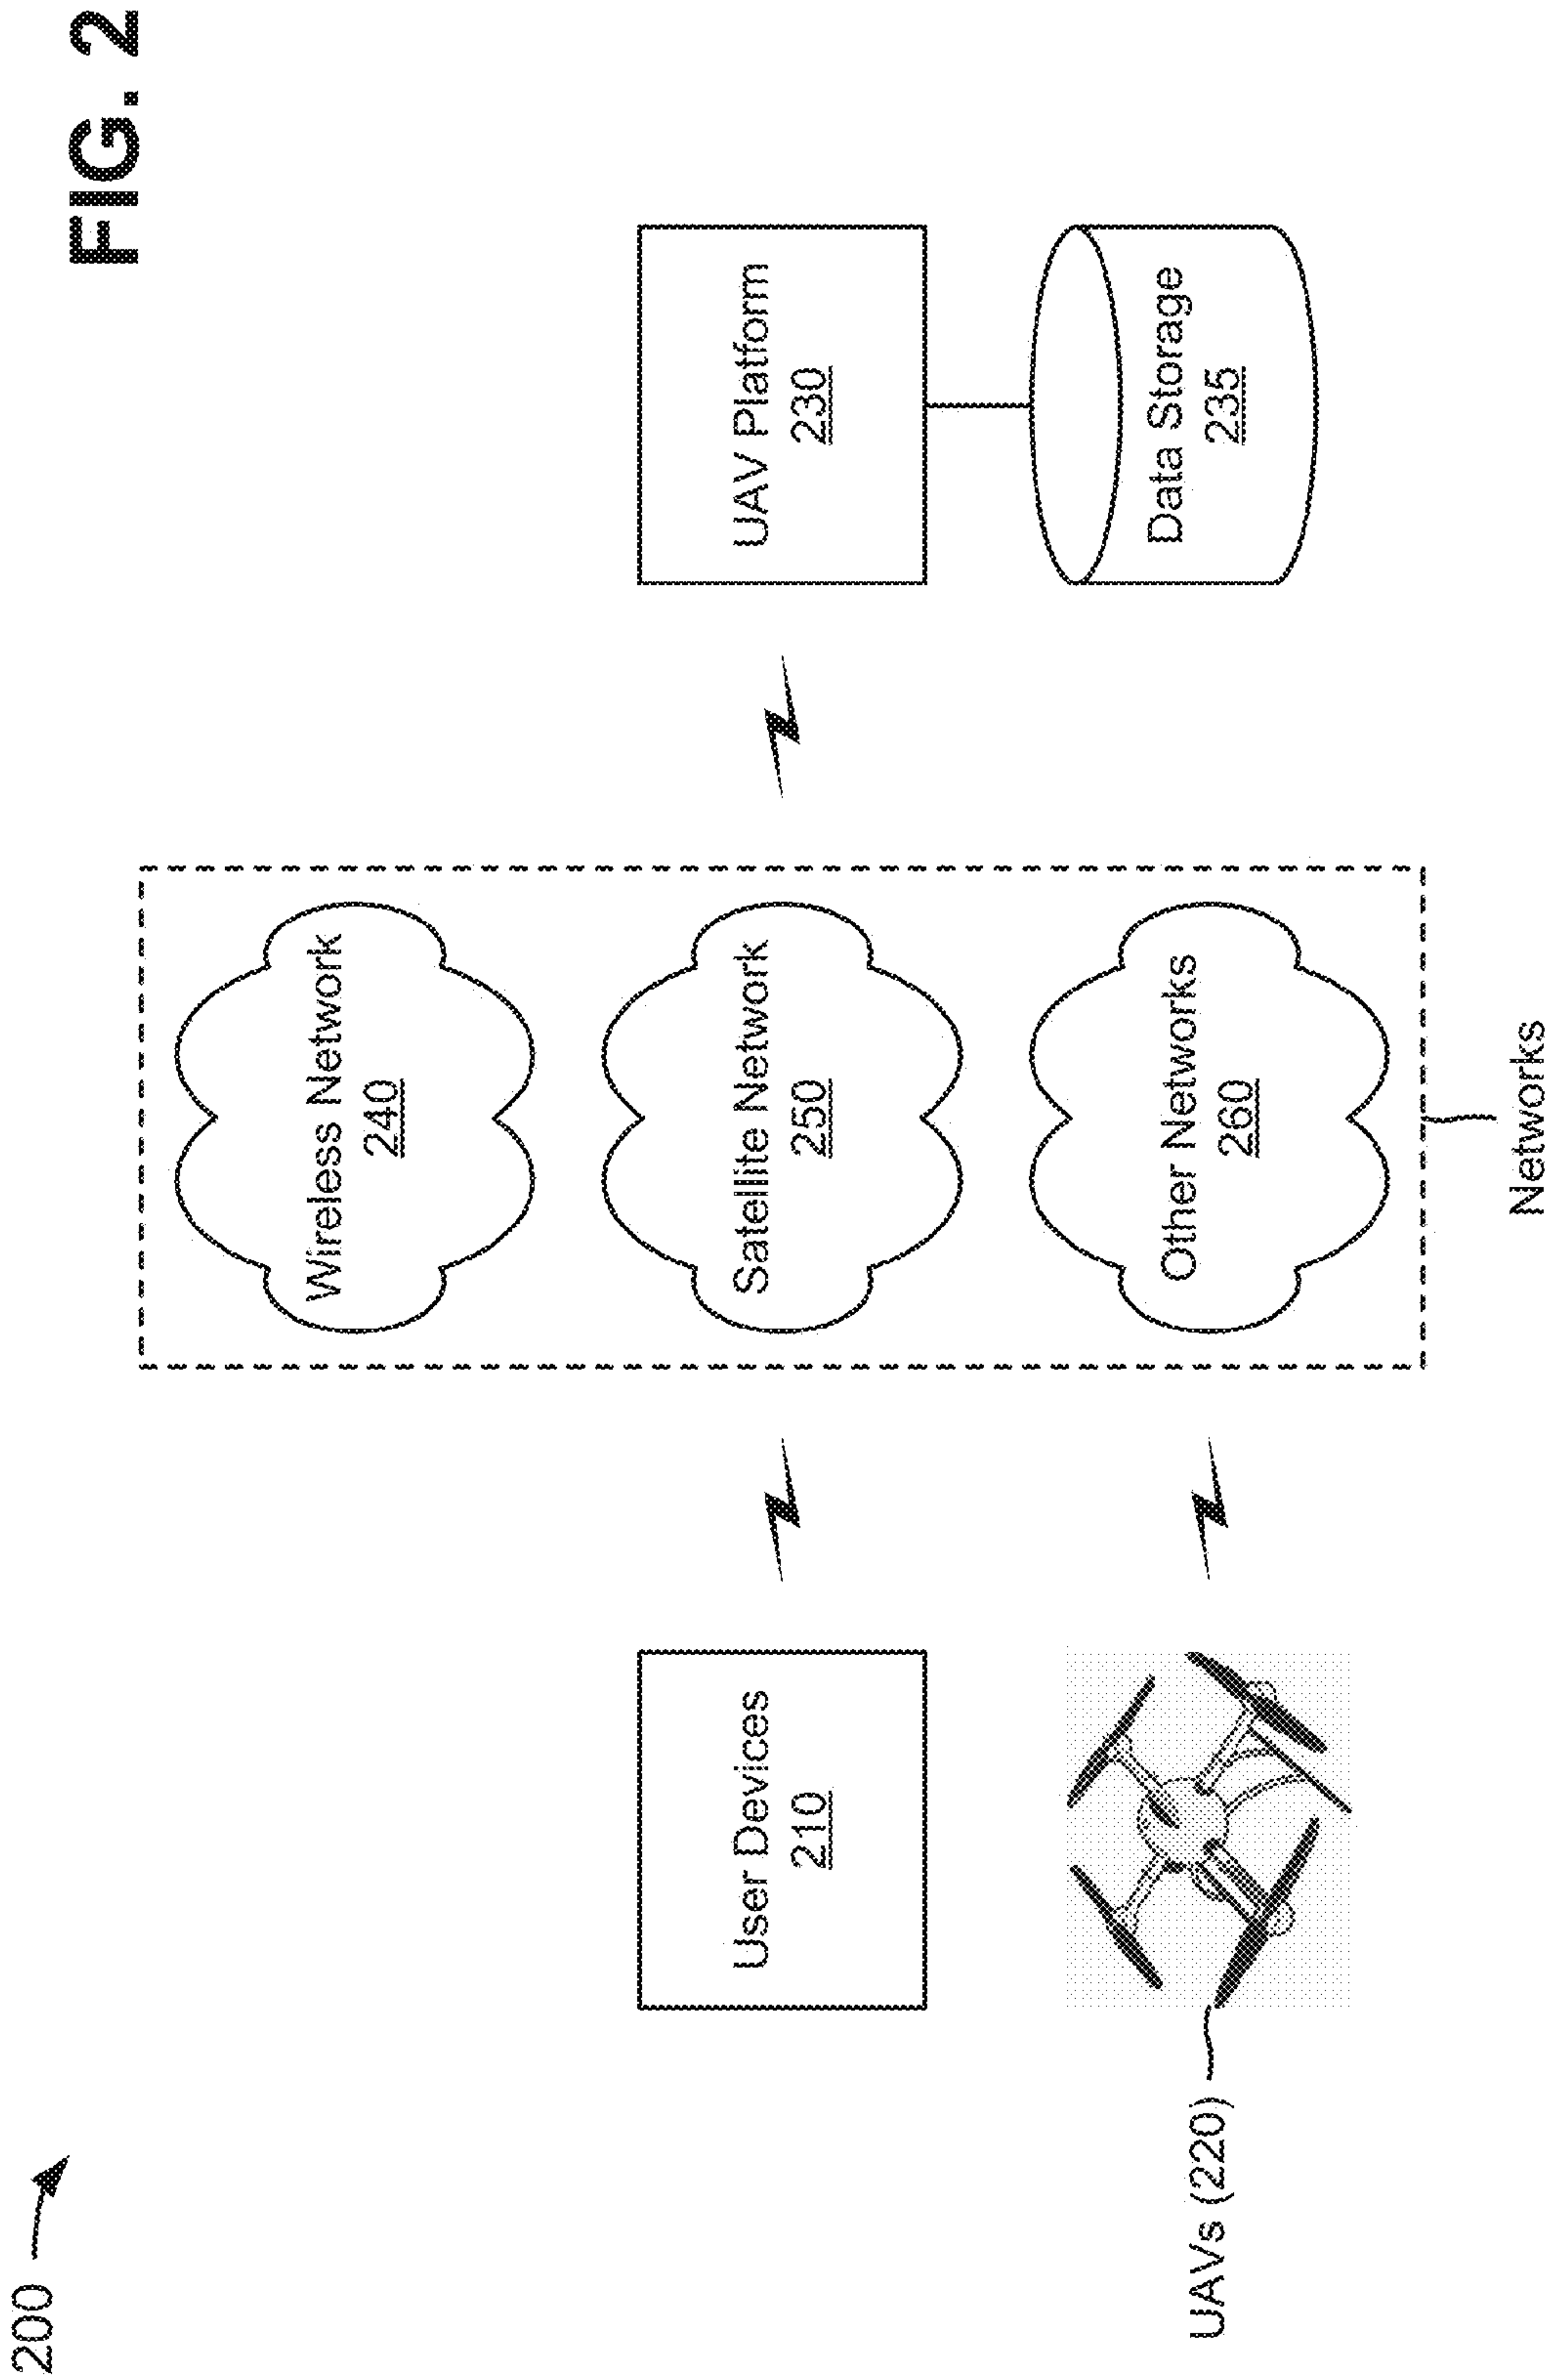 200
FIG. 2
Wireless Network
240
User Devices
210
Satellite Network
250
UAV Platform
230
UAVs (220)
Other Networks
260
Data Storage
235
Networks